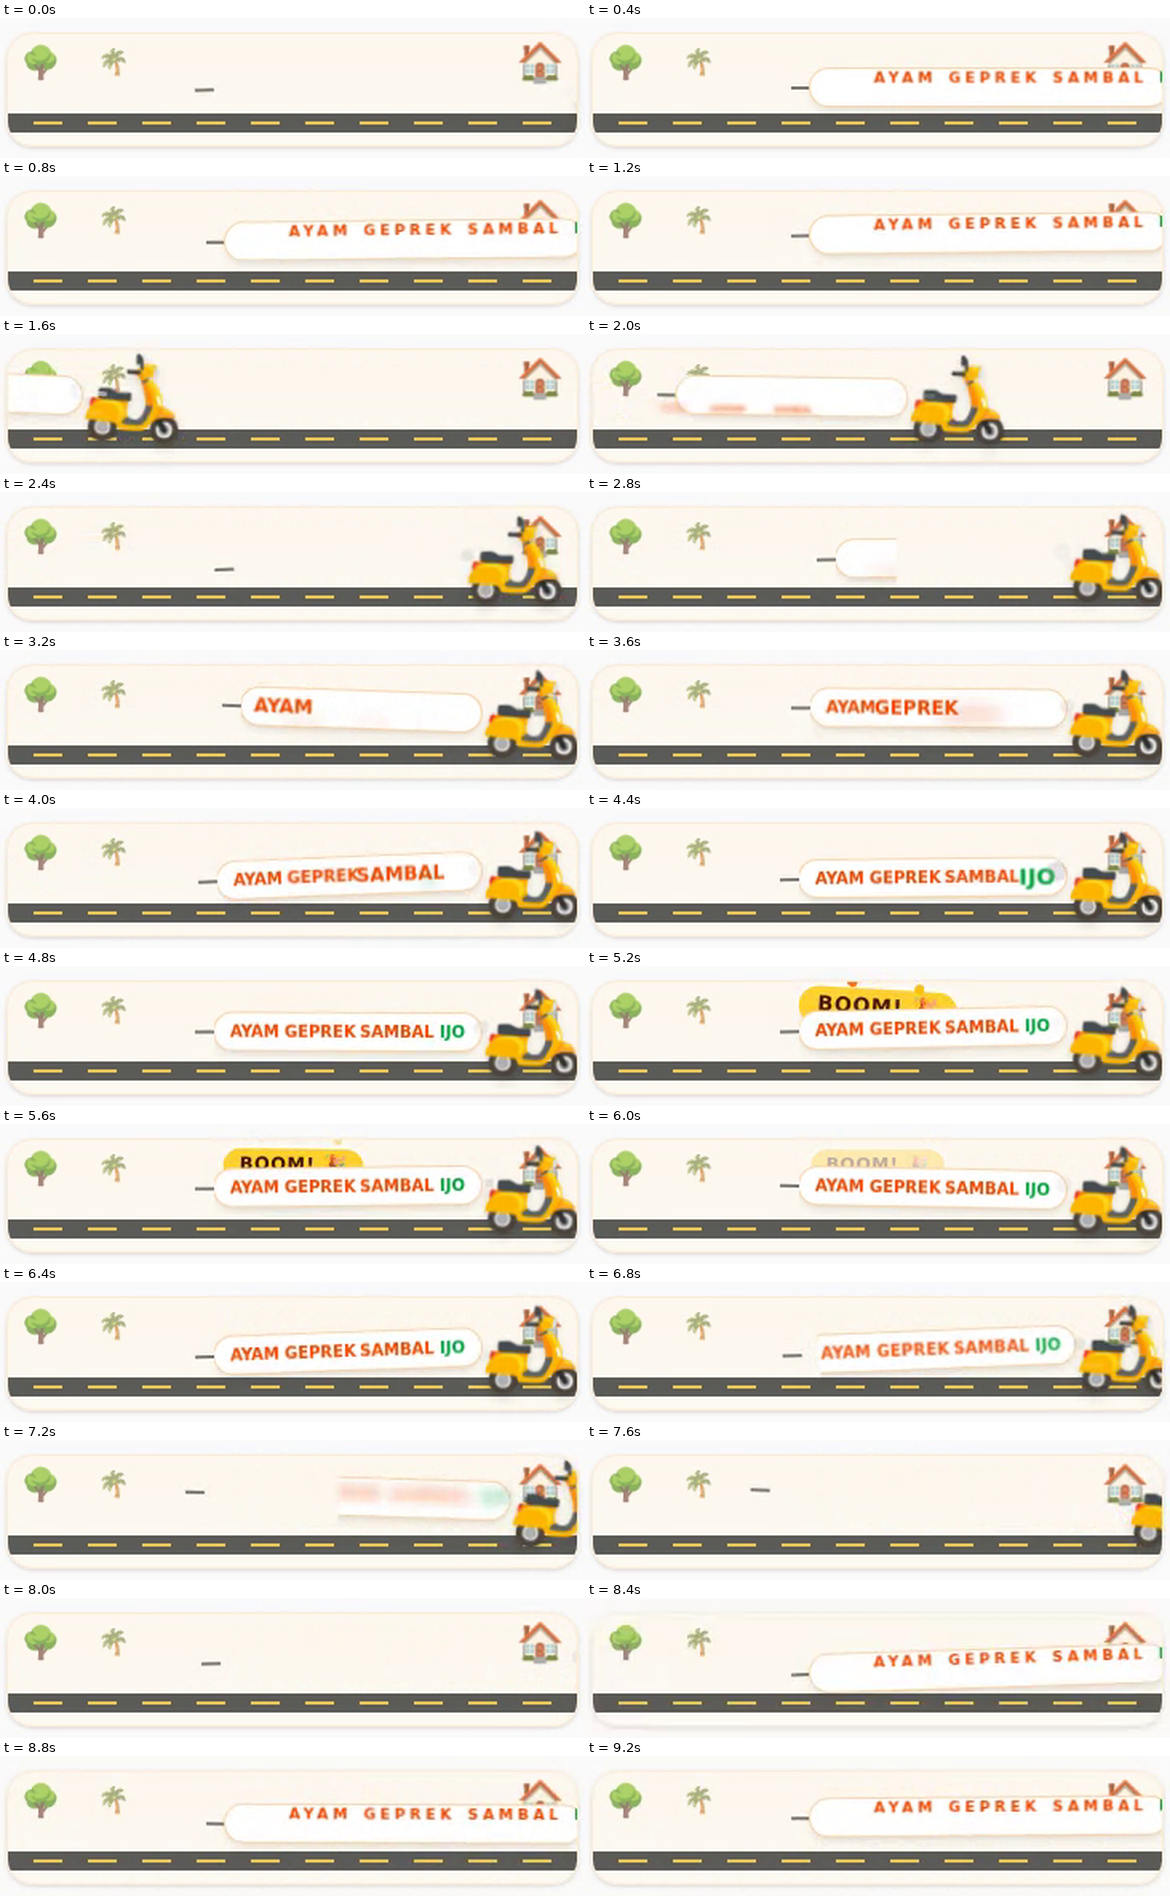 t = 0.0s
t = 0.4s
AYAM GEPREK SAMBAL
t = 0.8s
AYAM GEPREK SAMBAL
t = 1.2s
AYAM GEPREK SAMBAL
t = 1.6s
t = 2.0s
t = 2.4s
t = 2.8s
t = 3.2s
AYAM
t = 3.6s
AYAMGEPREK
t = 4.0s
AYAM GEPREKSAMBAL
t = 4.4s
AYAM GEPREK SAMBALIJO
t = 4.8s
AYAM GEPREK SAMBAL IJO
t = 5.2s
BOOM!
AYAM GEPREK SAMBAL IJO
t = 5.6s
BOOM!
AYAM GEPREK SAMBAL IJO
t = 6.0s
BOOM!
AYAM GEPREK SAMBAL IJO
t = 6.4s
AYAM GEPREK SAMBAL IJO
t = 6.8s
AYAM GEPREK SAMBAL IJO
t = 7.2s
t = 7.6s
t = 8.0s
t = 8.4s
AYAM GEPREK SAMBAL
t = 8.8s
AYAM GEPREK SAMBAL
t = 9.2s
AYAM GEPREK SAMBAL